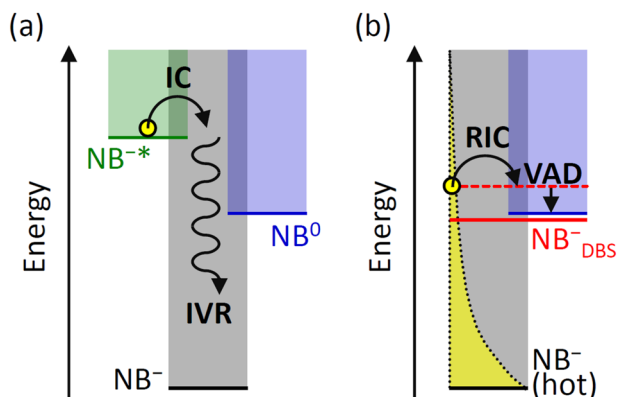 (a)
Energy
IC
NB⁻*
NB⁰
IVR
NB⁻
(b)
Energy
RIC
VAD
NB⁻DBS
NB⁻
(hot)